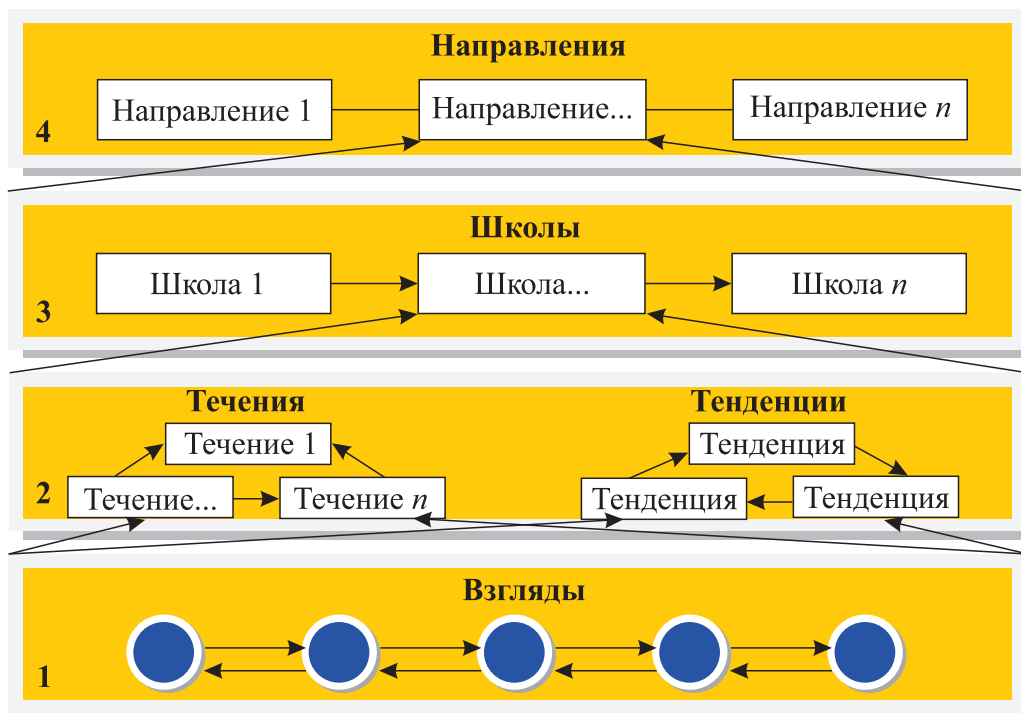 Направления
Направление 1
Направление...
Направление n
4
Школы
Школа 1
Школа...
Школа n
3
Течения
Тенденции
Течение 1
Тенденция
2
Течение...
Течение n
Тенденция
Тенденция
Взгляды
1